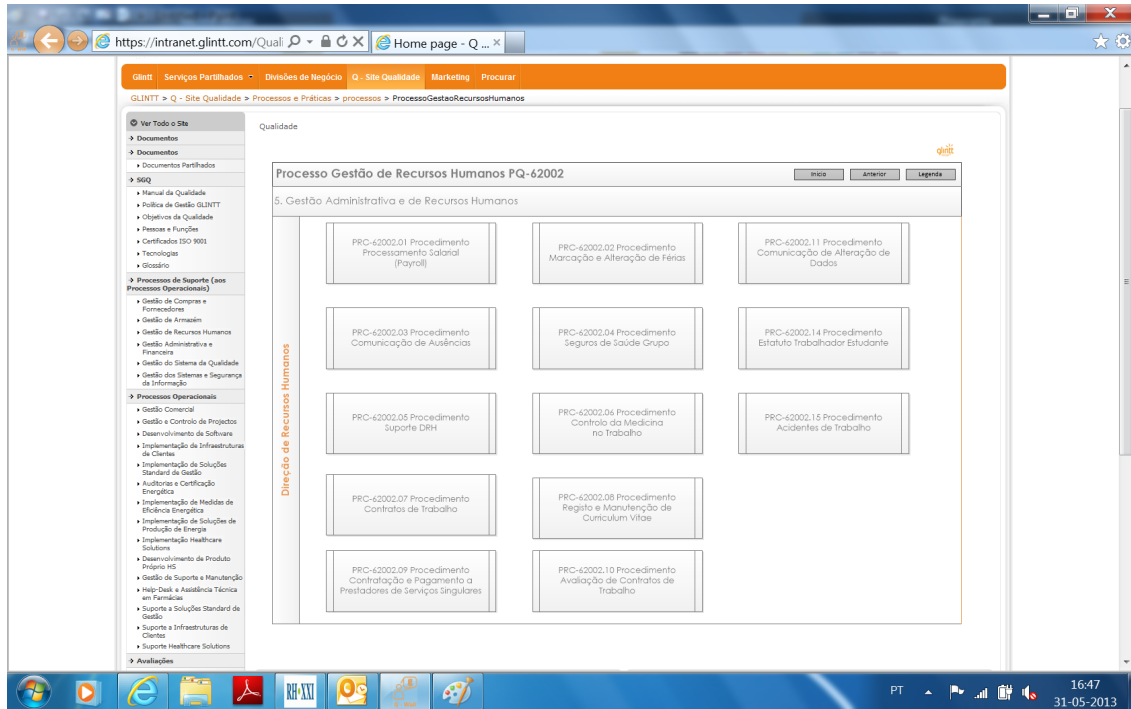 https://intranet.glintt.com/Quali
Home page - Q ...
Glintt Serviços Partilhados Divisões de Negócio Q - Site Qualidade Marketing Procurar
GLINTT > Q - Site Qualidade > Processos e Práticas > processos > ProcessoGestaoRecursosHumanos
Ver Todo o Site
Documentos
Documentos
Documentos Partilhados
SGQ
Manual da Qualidade
Política de Gestão GLINTT
Objetivos da Qualidade
Pessoas e Funções
Certificados ISO 9001
Tecnologias
Glossário
Processos de Suporte (aos
Processos Operacionais)
Gestão de Compras e
Fornecedores
Gestão de Armazém
Gestão de Recursos Humanos
Gestão Administrativa e
Financeira
Gestão do Sistema da Qualidade
Gestão dos Sistemas e Segurança
da Informação
Processos Operacionais
Gestão Comercial
Gestão e Controlo de Projectos
Desenvolvimento de Software
Implementação de Infraestruturas
de Clientes
Implementação de Soluções
Standard de Gestão
Auditorias e Certificação
Energética
Implementação de Medidas de
Eficiência Energética
Implementação de Soluções de
Produção de Energia
Implementação Healthcare
Solutions
Desenvolvimento de Produto
Próprio HS
Gestão de Suporte e Manutenção
Help-Desk e Assistência Técnica
em Farmácias
Suporte a Soluções Standard de
Gestão
Suporte a Infraestruturas de
Clientes
Suporte Healthcare Solutions
Avaliações
Qualidade
glintt
Processo Gestão de Recursos Humanos PQ-62002
Início Anterior Legenda
5. Gestão Administrativa e de Recursos Humanos
Direção de Recursos Humanos
PRC-62002.01 Procedimento
Processamento Salarial
(Payroll)
PRC-62002.02 Procedimento
Marcação e Alteração de Férias
PRC-62002.11 Procedimento
Comunicação de Alteração de
Dados
PRC-62002.03 Procedimento
Comunicação de Ausências
PRC-62002.04 Procedimento
Seguros de Saúde Grupo
PRC-62002.14 Procedimento
Estatuto Trabalhador Estudante
PRC-62002.05 Procedimento
Suporte DRH
PRC-62002.06 Procedimento
Controlo da Medicina
no Trabalho
PRC-62002.15 Procedimento
Acidentes de Trabalho
PRC-62002.07 Procedimento
Contratos de Trabalho
PRC-62002.08 Procedimento
Registo e Manutenção de
Curriculum Vitae
PRC-62002.09 Procedimento
Contratação e Pagamento a
Prestadores de Serviços Singulares
PRC-62002.10 Procedimento
Avaliação de Contratos de
Trabalho
RH+XXI
PT
16:47
31-05-2013